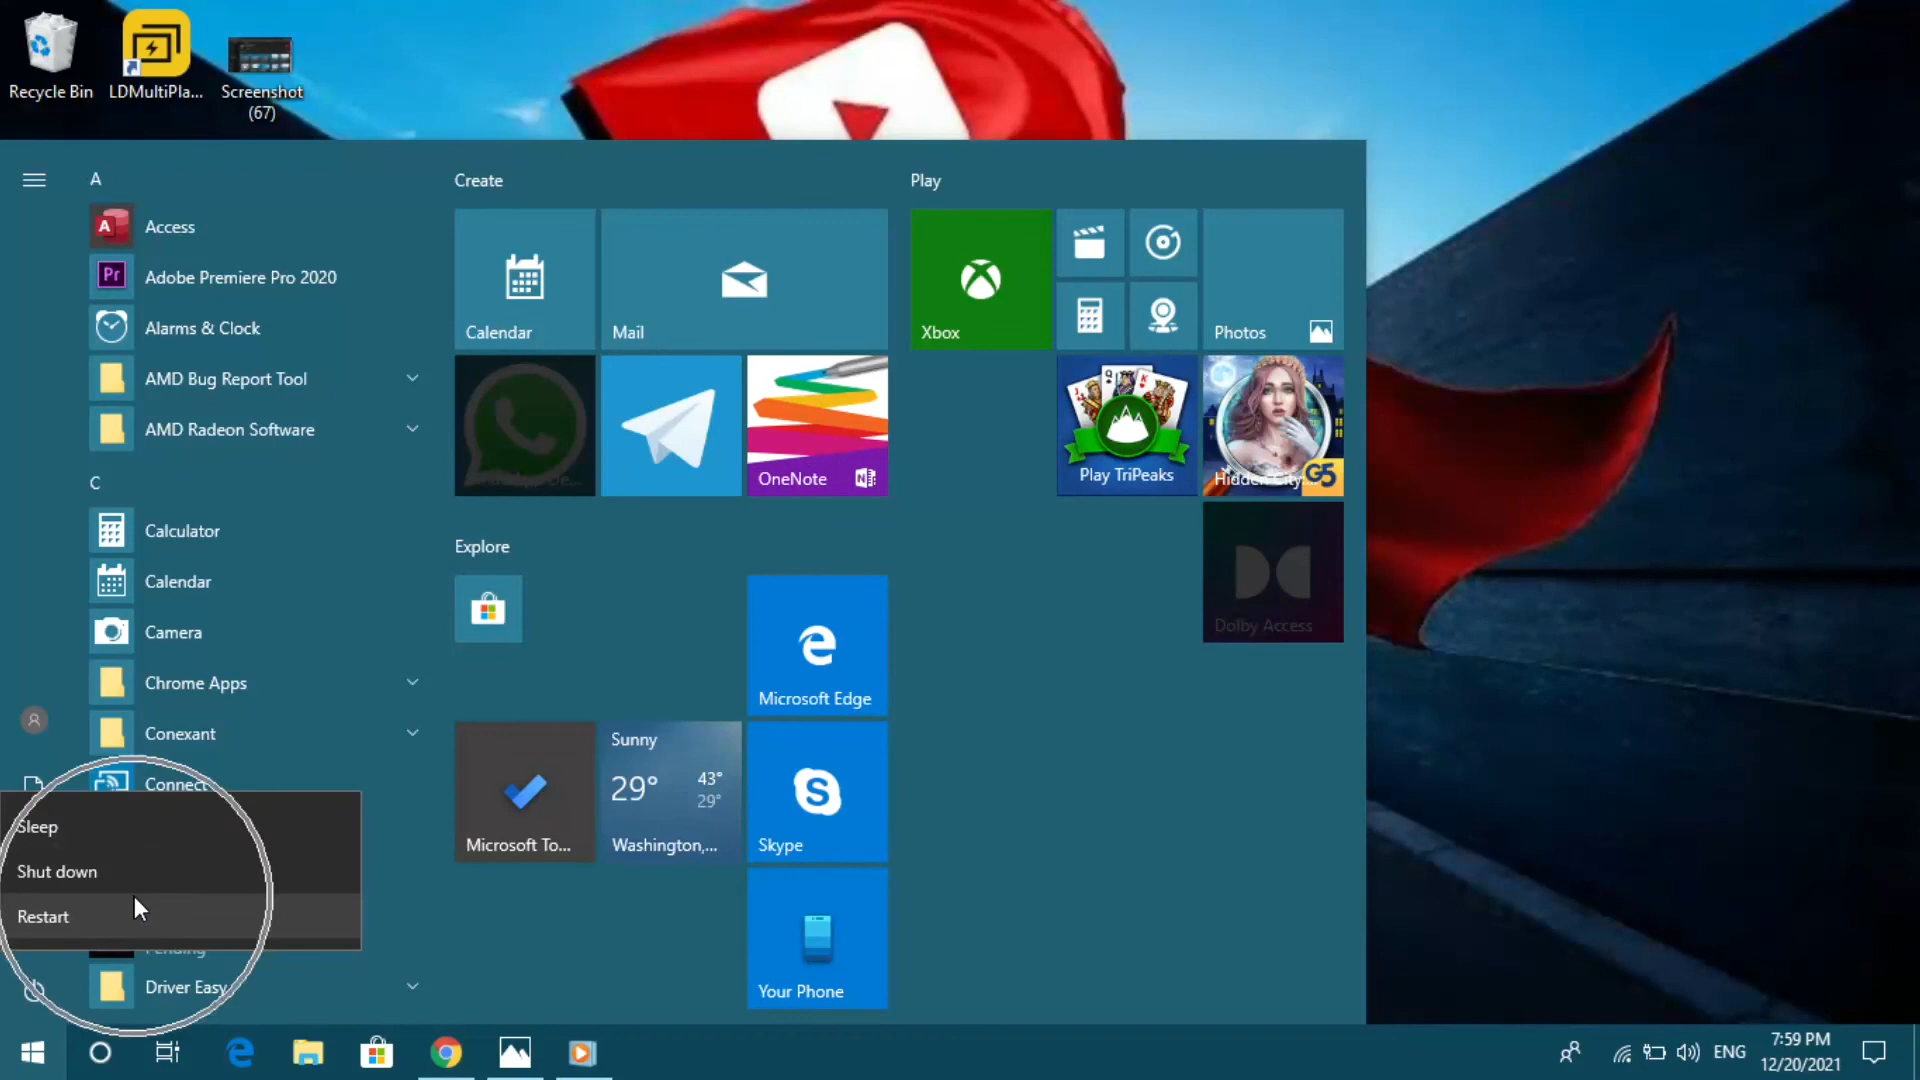 Recycle Bin
LDMultiPla...
Screenshot
(67)
A
Access
Adobe Premiere Pro 2020
Alarms & Clock
AMD Bug Report Tool
AMD Radeon Software
C
Calculator
Calendar
Camera
Chrome Apps
Conexant
Connect
Sleep
Shut down
Restart
Pending
Driver Easy
Create
Calendar
Mail
OneNote
Explore
Microsoft Edge
Microsoft To...
Sunny
29° 43°
29°
Washington,...
Skype
Your Phone
Play
Xbox
Photos
Play TriPeaks
Hidden City:...
G5
Dolby Access
ENG
7:59 PM
12/20/2021